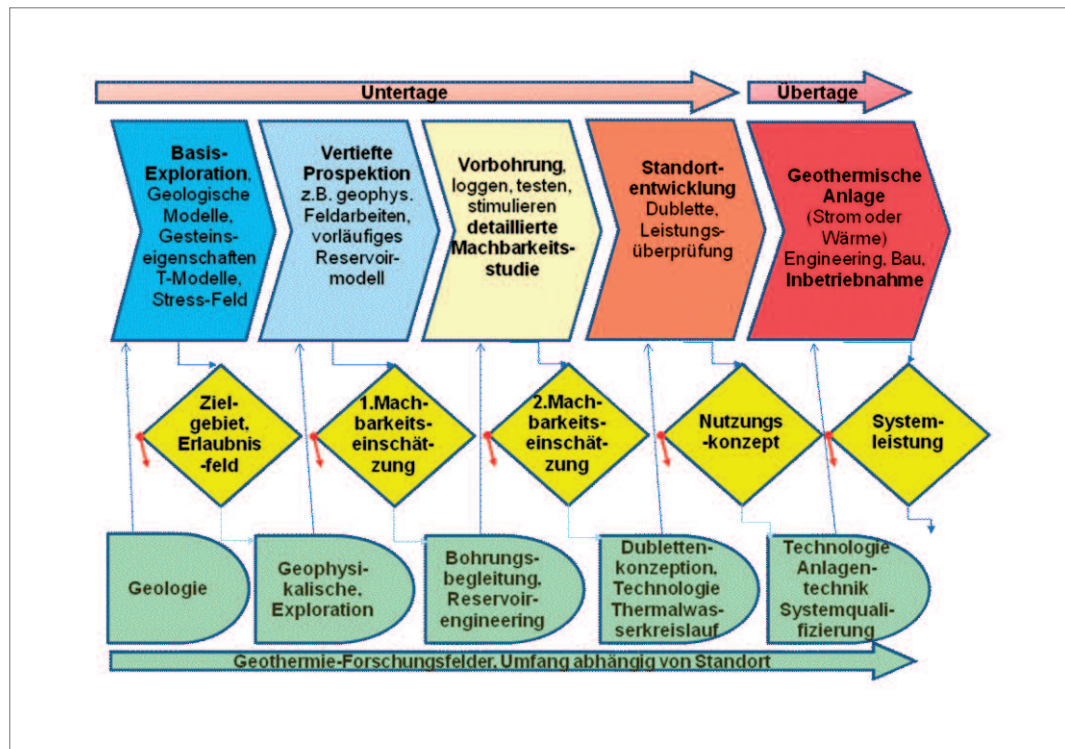 Untertage
Übertage
Basis-
Exploration,
Geologische
Modelle,
Gesteins-
eigenschaften
T-Modelle,
Stress-Feld
Vertiefte
Prospektion
z.B. geophys.
Feldarbeiten,
vorläufiges
Reservoir-
modell
Vorbohrung,
loggen, testen,
stimulieren
detaillierte
Machbarkeits-
studie
Standort-
entwicklung
Dublette,
Leistungs-
überprüfung
Geothermische
Anlage
(Strom oder
Wärme)
Engineering, Bau,
Inbetriebnahme
Ziel-
gebiet,
Erlaubnis
-feld
1.Mach-
barkeits-
einschät-
zung
2.Mach-
barkeits-
einschät-
zung
Nutzungs
-konzept
System-
leistung
Geologie
Geophysi-
kalische,
Exploration
Bohrungs-
begleitung,
Reservoir-
engineering
Dubletten-
konzeption,
Technologie
Thermalwas-
serkreislauf
Technologie
Anlagen-
technik
Systemquali-
fizierung
Geothermie-Forschungsfelder. Umfang abhängig von Standort